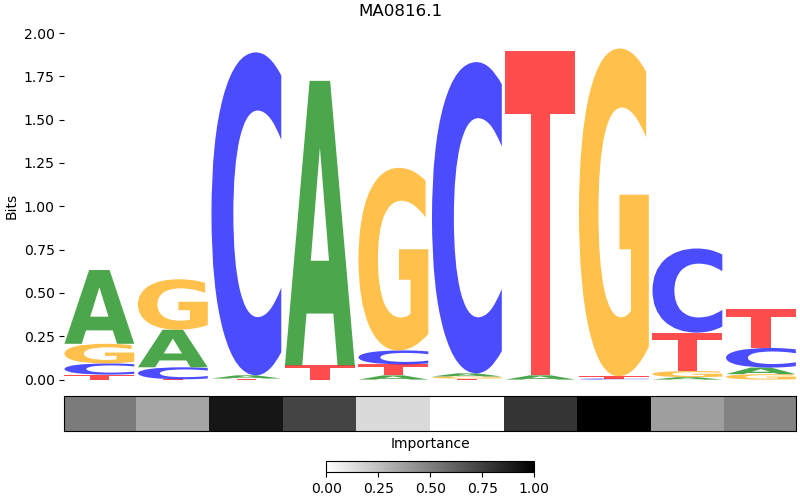 MA0816.1
2.00
1.75
1.50
1.25
1.00
0.75
0.50
0.25
0.00
Bits
A G C A G C T G C T
G A C T T C
C C T T G A
T C A G
Importance
0.00 0.25 0.50 0.75 1.00